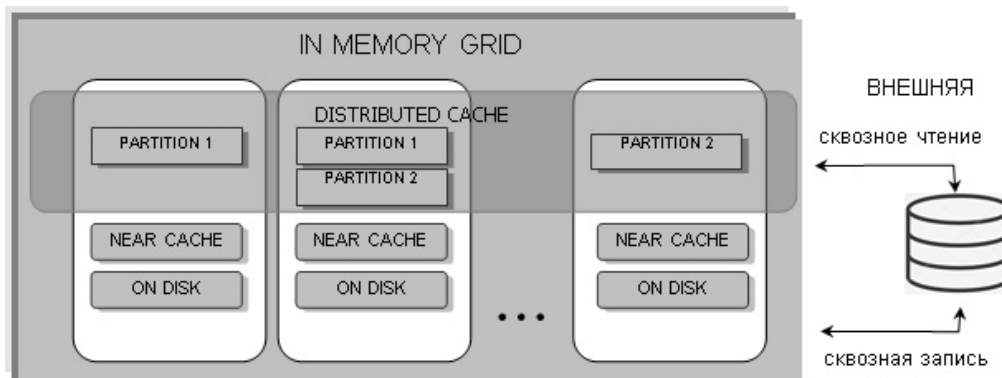 IN MEMORY GRID
DISTRIBUTED CACHE
PARTITION 1
PARTITION 1
PARTITION 2
PARTITION 2
NEAR CACHE
NEAR CACHE
NEAR CACHE
ON DISK
ON DISK
ON DISK
...
ВНЕШНЯЯ
сквозное чтение
сквозная запись